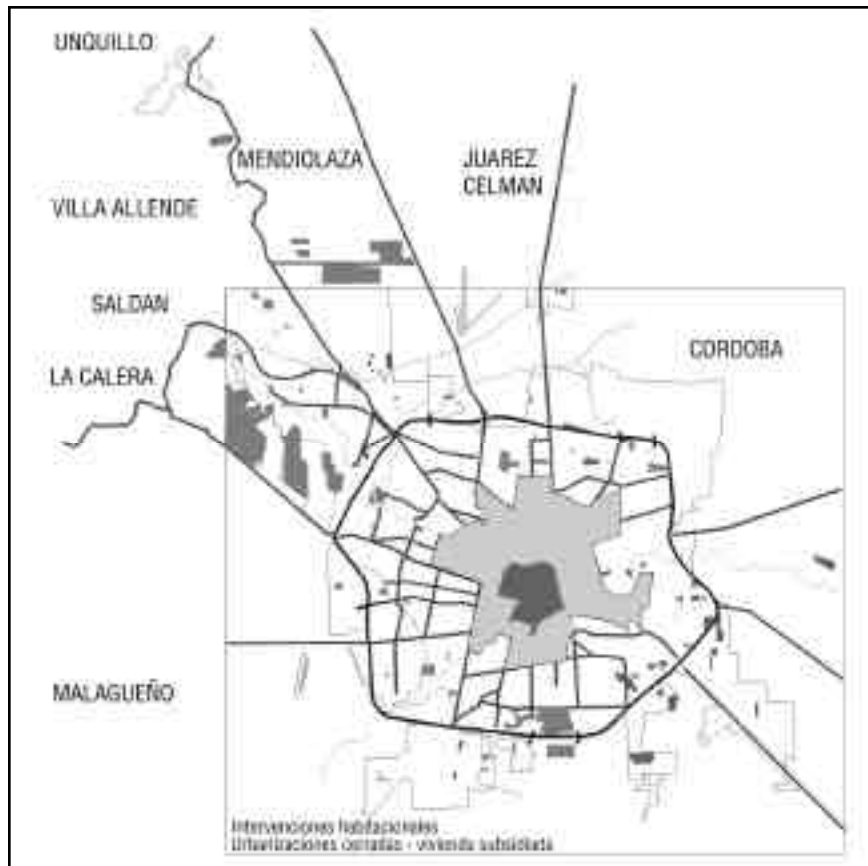 UNQUILLO
MENDIOLAZA
JUAREZ
CELMAN
VILLA ALLENDE
SALDAN
CORDOBA
LA CALERA
MALAGUEÑO
Intervenciones habitacionales
Urbanizaciones cerradas - vivienda subsidiada